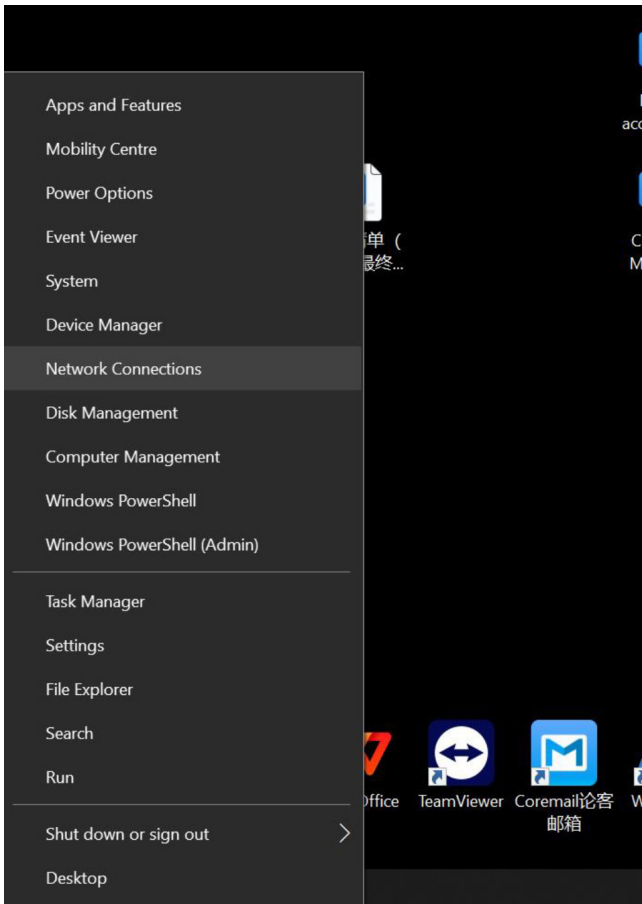 Apps and Features
Mobility Centre
Power Options
Event Viewer
System
Device Manager
Network Connections
Disk Management
Computer Management
Windows PowerShell
Windows PowerShell (Admin)
Task Manager
Settings
File Explorer
Search
Run
Shut down or sign out
Desktop
单（
最终...
TeamViewer
Coremail论客
邮箱